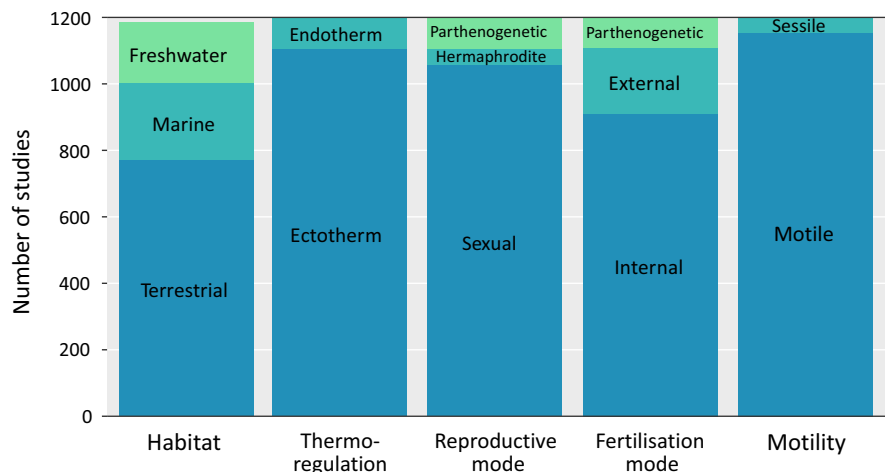 Number of studies
1200
1000
800
600
400
200
0
Freshwater
Marine
Terrestrial
Endotherm
Ectotherm
Parthenogenetic
Hermaphrodite
Sexual
Parthenogenetic
External
Internal
Sessile
Motile
Habitat
Thermo-
regulation
Reproductive
mode
Fertilisation
mode
Motility